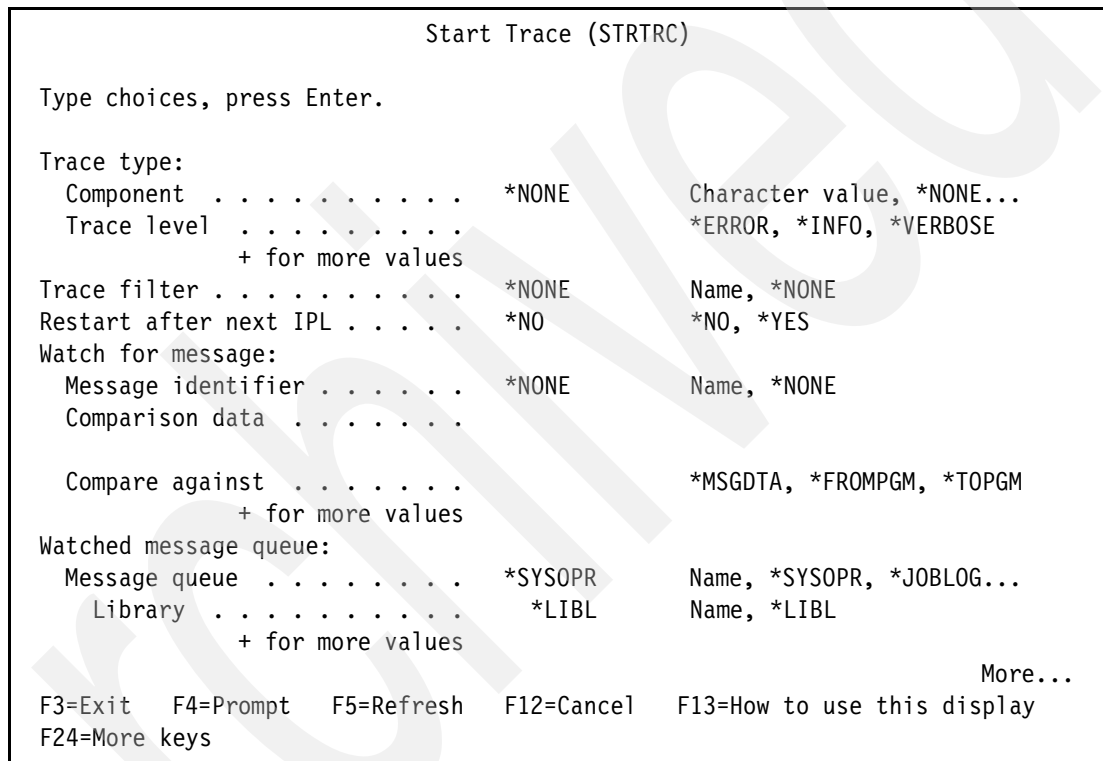 Start Trace (STRTRC)
Type choices, press Enter.
Trace type:
Component . . . . . . . . . . *NONE Character value, *NONE...
Trace level . . . . . . . . . *ERROR, *INFO, *VERBOSE
+ for more values
Trace filter . . . . . . . . . . *NONE Name, *NONE
Restart after next IPL . . . . . *NO *NO, *YES
Watch for message:
Message identifier . . . . . . *NONE Name, *NONE
Comparison data . . . . . . .
Compare against . . . . . . . *MSGDTA, *FROMPGM, *TOPGM
+ for more values
Watched message queue:
Message queue . . . . . . . . *SYSOPR Name, *SYSOPR, *JOBLOG...
Library . . . . . . . . . . *LIBL Name, *LIBL
+ for more values
More...
F3=Exit F4=Prompt F5=Refresh F12=Cancel F13=How to use this display
F24=More keys